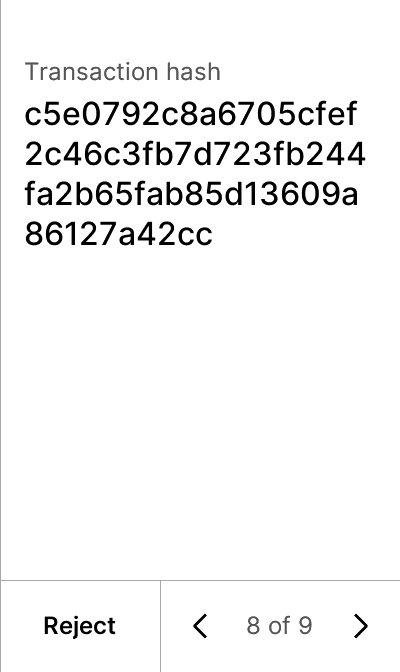 Transaction hash
c5e0792c8a6705cfef
2c46c3fb7d723fb244
fa2b65fab85d13609a
86127a42cc
Reject
8 of 9